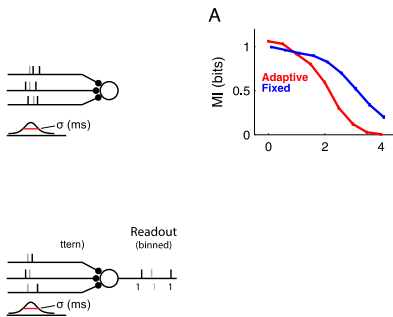 A
σ (ms)
MI (bits)
1
0.5
0
Adaptive
Fixed
0 2 4
ttern)
Readout
(binned)
1 1 1
σ (ms)